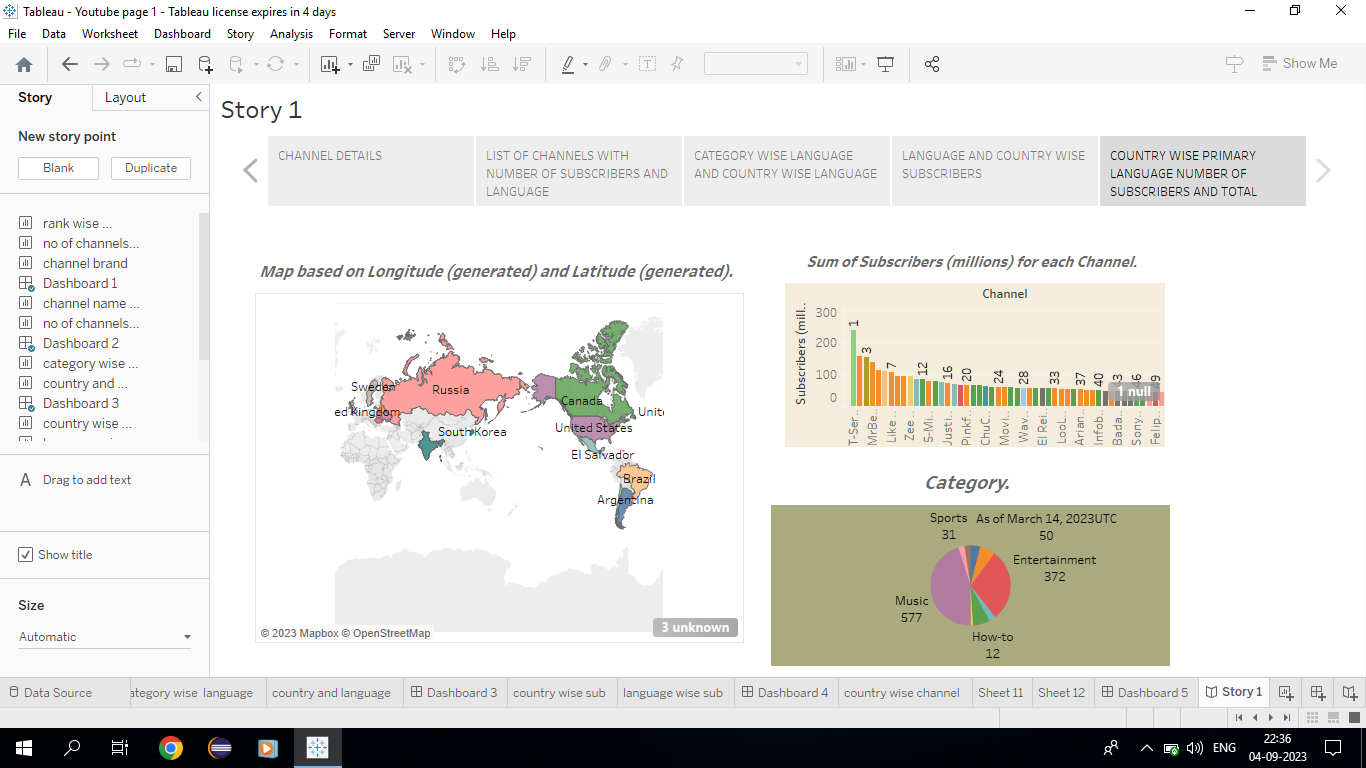 Tableau - Youtube page 1 - Tableau license expires in 4 days
File Data Worksheet Dashboard Story Analysis Format Server Window Help
Show Me
Story Layout
New story point
Blank Duplicate
rank wise ...
no of channels...
channel brand
Dashboard 1
channel name ...
no of channels...
Dashboard 2
category wise ...
country and ...
Dashboard 3
country wise ...
A Drag to add text
Show title
Size
Automatic
Story 1
CHANNEL DETAILS
LIST OF CHANNELS WITH
NUMBER OF SUBSCRIBERS AND
LANGUAGE
CATEGORY WISE LANGUAGE
AND COUNTRY WISE LANGUAGE
LANGUAGE AND COUNTRY WISE
SUBSCRIBERS
COUNTRY WISE PRIMARY
LANGUAGE NUMBER OF
SUBSCRIBERS AND TOTAL
Map based on Longitude (generated) and Latitude (generated).
Sweden
Russia
ed Kingdom
South Korea
Canada
Unite
United States
El Salvador
Brazil
Argentina
© 2023 Mapbox © OpenStreetMap
3 unknown
Sum of Subscribers (millions) for each Channel.
Channel
Subscribers (mill..
300
200
100
0
1 3 7 12 16 20 24 28 33 37 40 43 46 9
1 null
T-Ser..
MrBe..
Like ..
Zee ..
5-Mi..
Justi..
Pinkf..
ChuC..
Movi..
Wav..
El Rei..
LooL..
Arian..
Infob..
Bada..
Sony..
Felip..
Category.
Sports
31
As of March 14, 2023UTC
50
Entertainment
372
Music
577
How-to
12
Data Source ategory wise language country and language Dashboard 3 country wise sub language wise sub Dashboard 4 country wise channel Sheet 11 Sheet 12 Dashboard 5 Story 1
ENG
22:36
04-09-2023